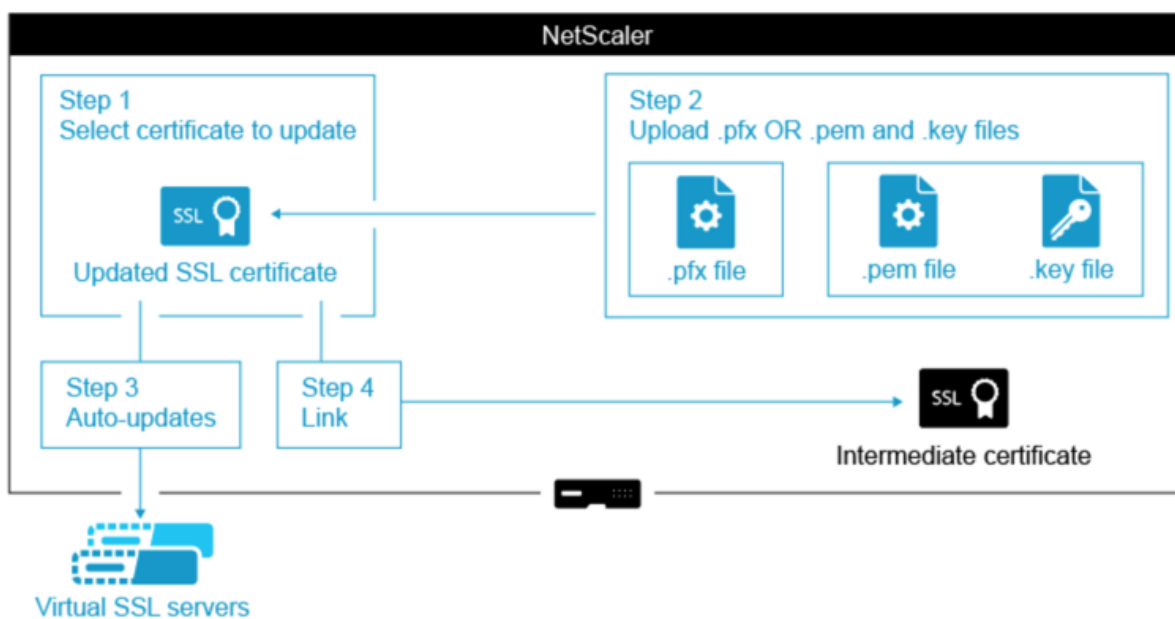 NetScaler
Step 1
Select certificate to update
SSL
Updated SSL certificate
Step 2
Upload .pfx OR .pem and .key files
.pfx file
.pem file
.key file
Step 3
Auto-updates
Step 4
Link
SSL
Intermediate certificate
Virtual SSL servers